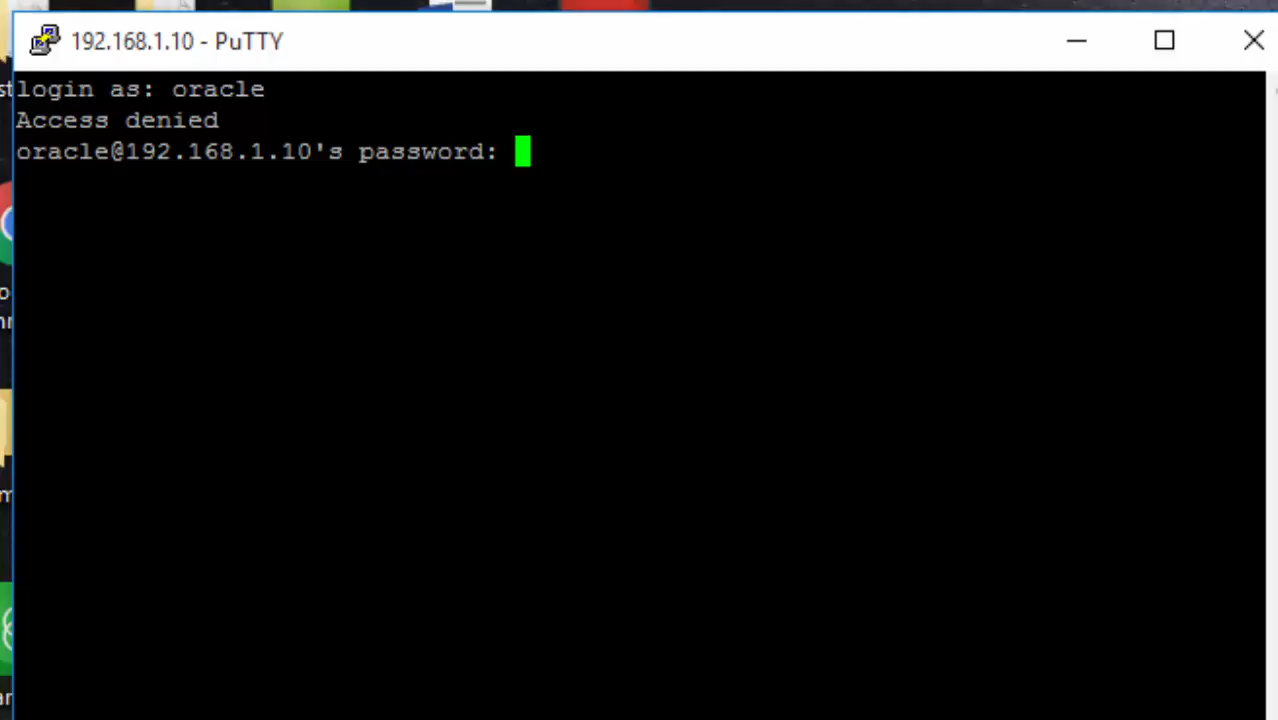 192.168.1.10 - PuTTY
login as: oracle
Access denied
oracle@192.168.1.10's password: